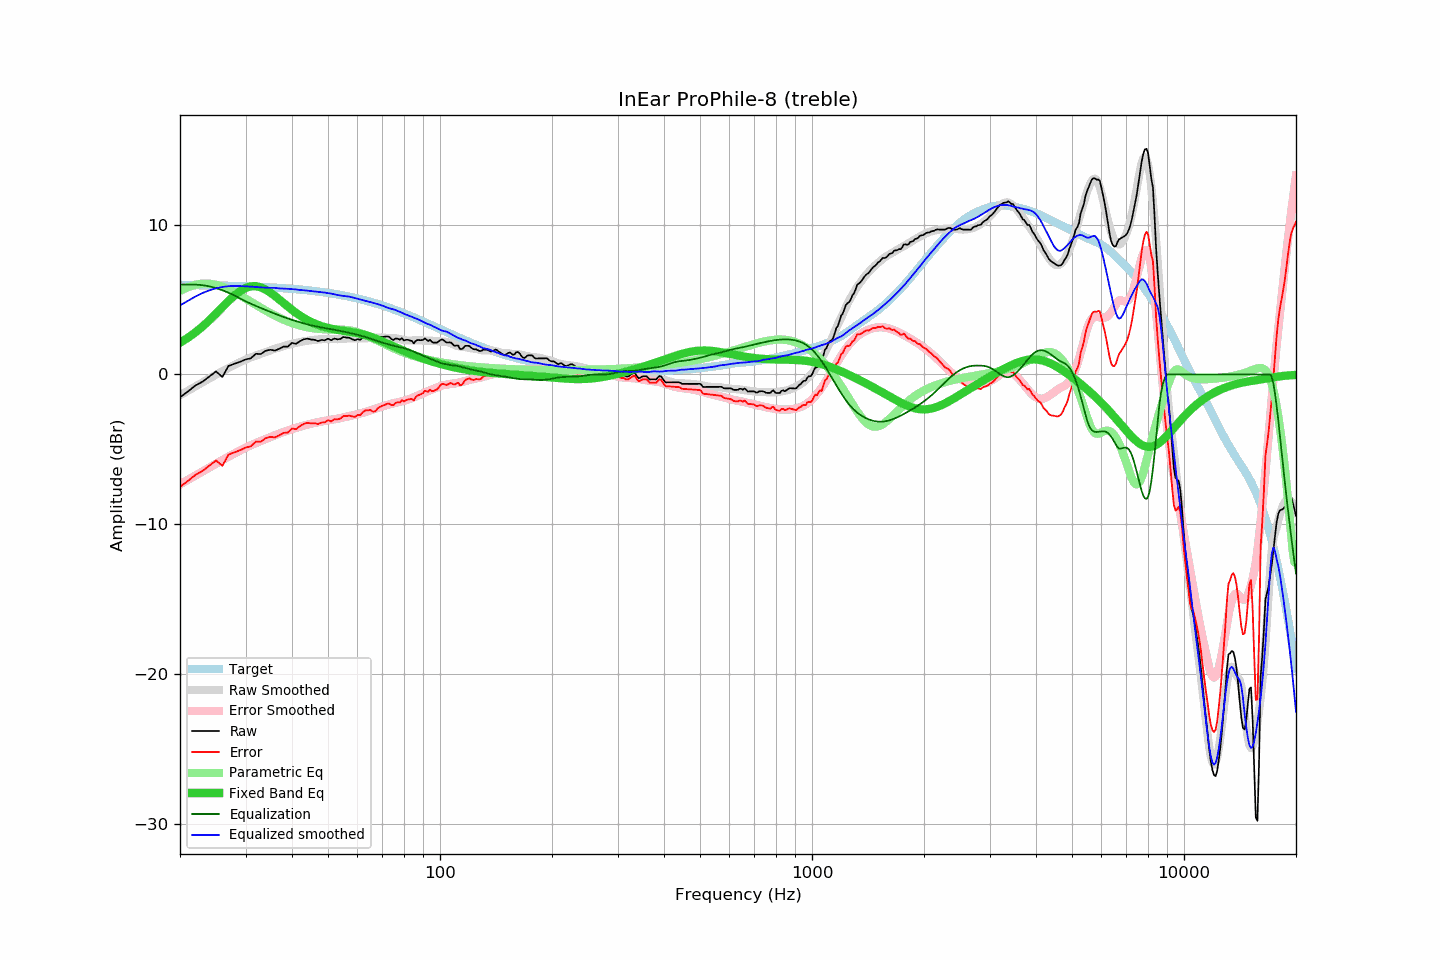 InEar ProPhile-8 (treble)
Amplitude (dBr)
10
0
−10
−20
−30
Target
Raw Smoothed
Error Smoothed
Raw
Error
Parametric Eq
Fixed Band Eq
Equalization
Equalized smoothed
100 1000 10000
Frequency (Hz)